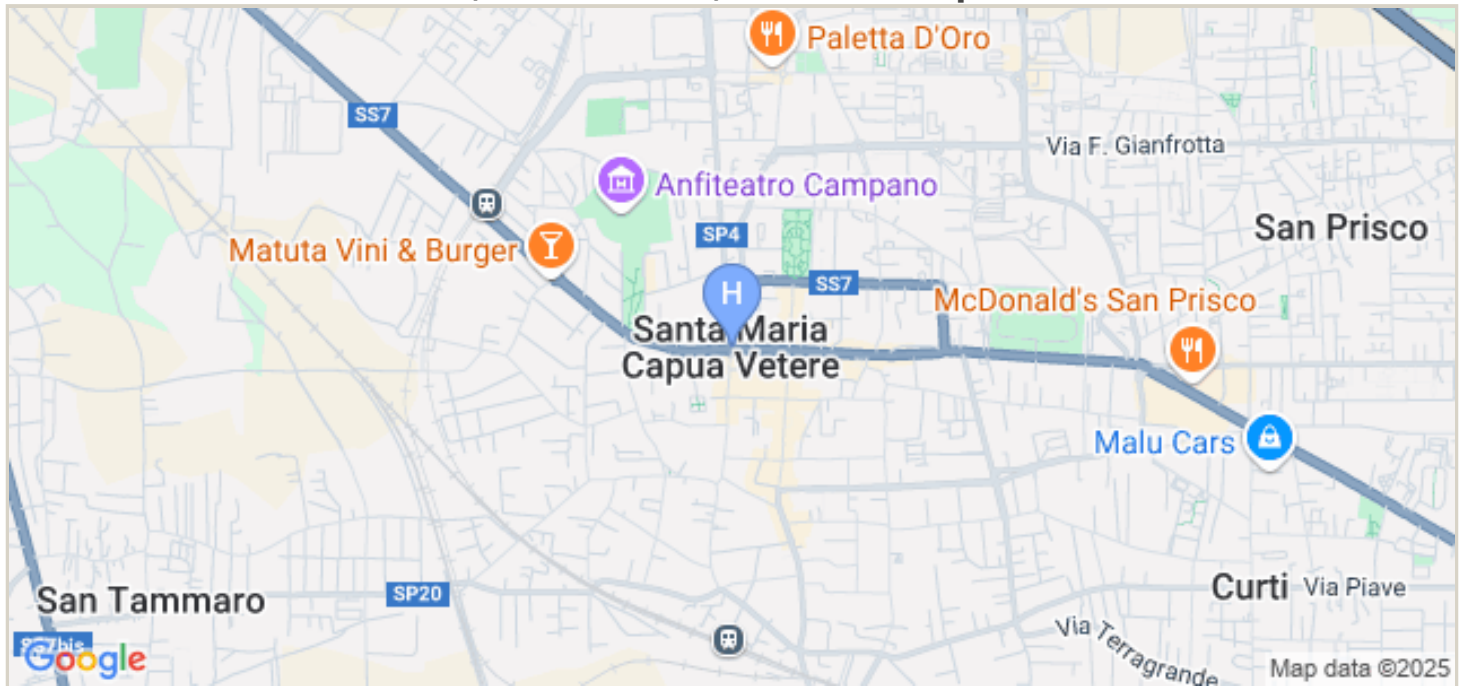 Paletta D'Oro
SS7
Via F. Gianfrotta
Anfiteatro Campano
San Prisco
SP4
Matuta Vini & Burger
H
SS7
McDonald's San Prisco
Santa Maria
Capua Vetere
Malu Cars
Curti
Via Piave
San Tammaro
SP20
Via Terragrande
Google
Map data ©2025